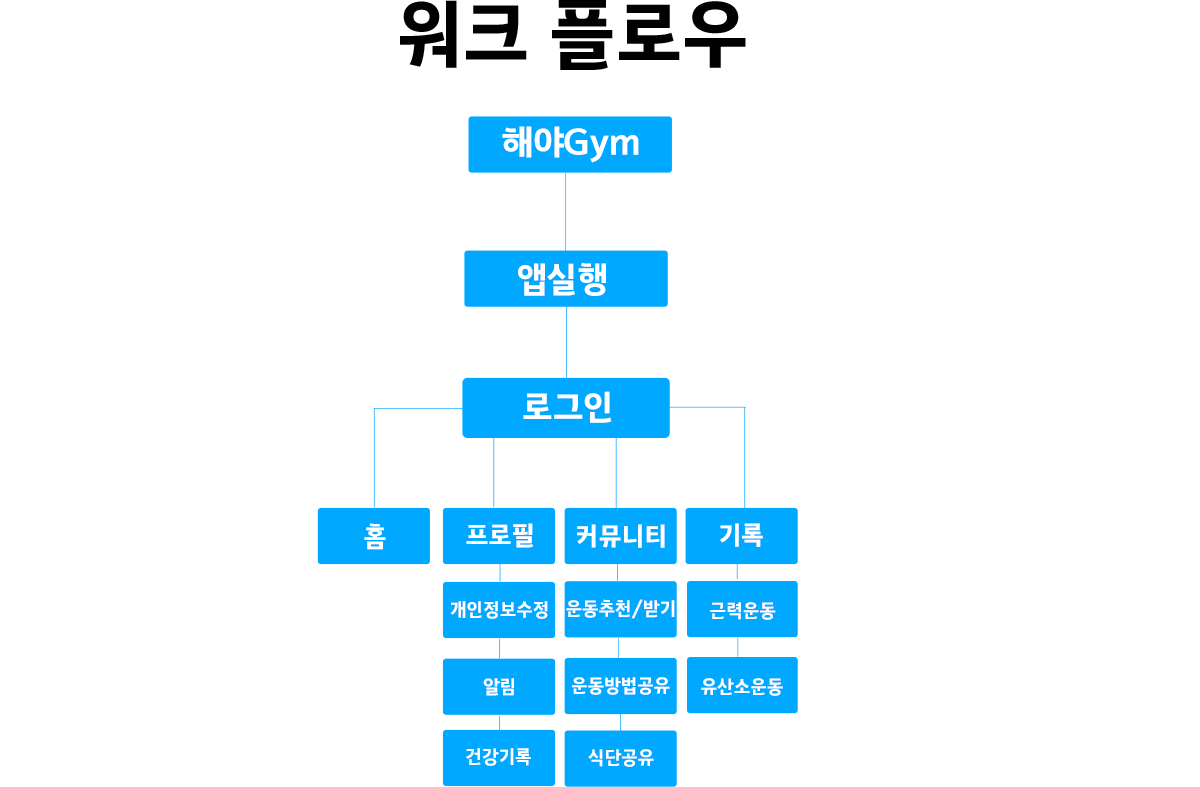 워크 플로우
해야Gym
앱실행
로그인
홈
프로필
커뮤니티
기록
개인정보수정
운동추천/받기
근력운동
알림
운동방법공유
유산소운동
건강기록
식단공유